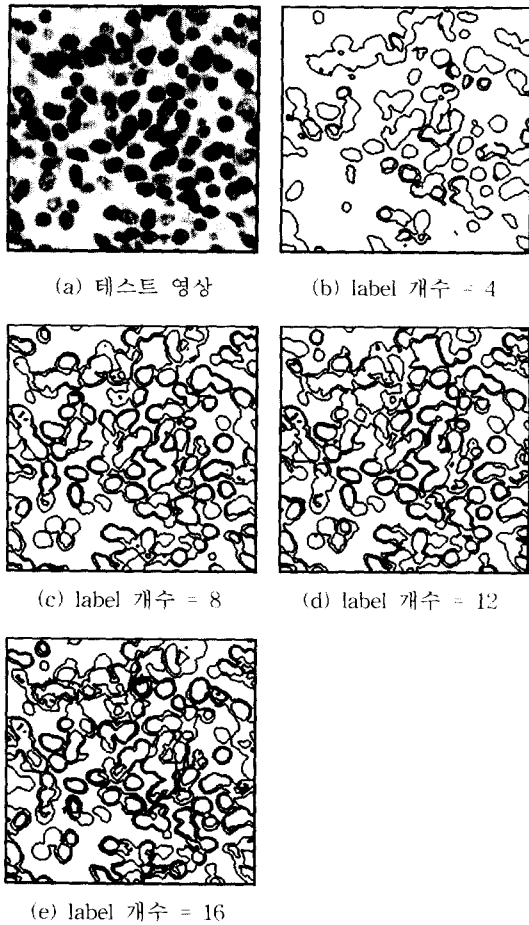 (a) 테스트 영상
(b) label 개수 = 4
(c) label 개수 = 8
(d) label 개수 = 12
(e) label 개수 = 16